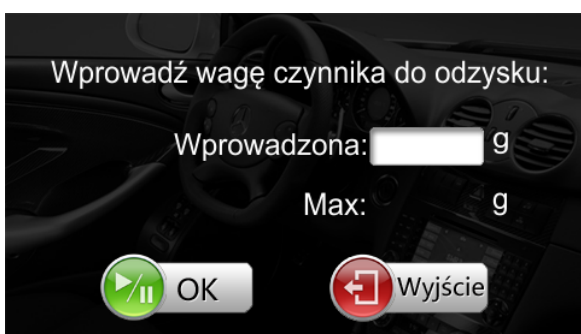 Wprowadź wagę czynnika do odzysku:
Wprowadzona: g
Max: g
OK
Wyjście